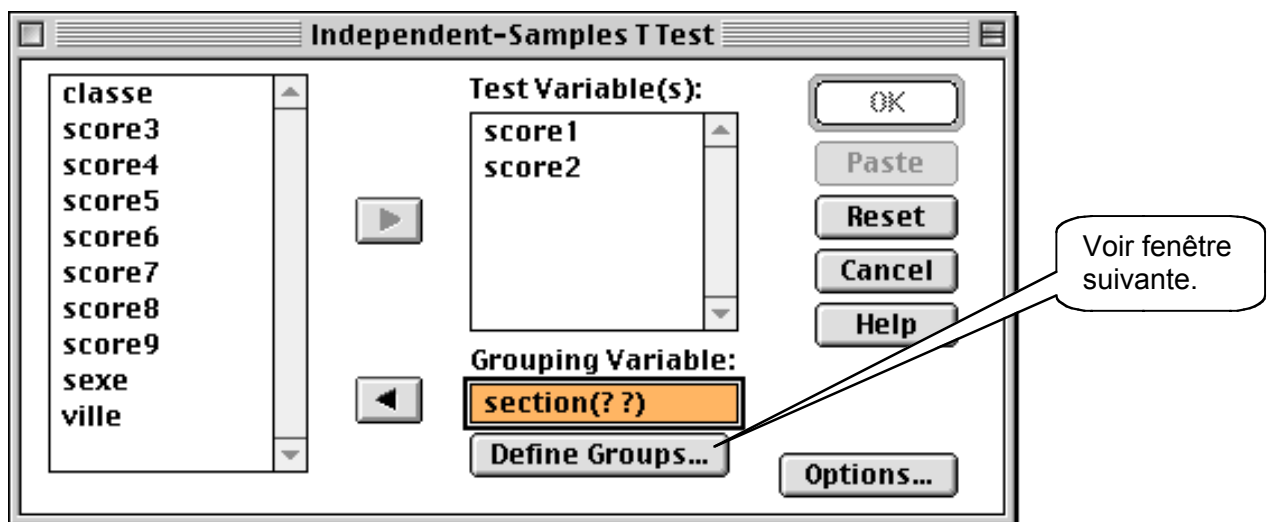 Independent-Samples T Test
classe
score3
score4
score5
score6
score7
score8
score9
sexe
ville
Test Variable(s):
score1
score2
Grouping Variable:
section(? ?)
Define Groups...
OK
Paste
Reset
Cancel
Help
Options...
Voir fenêtre
suivante.